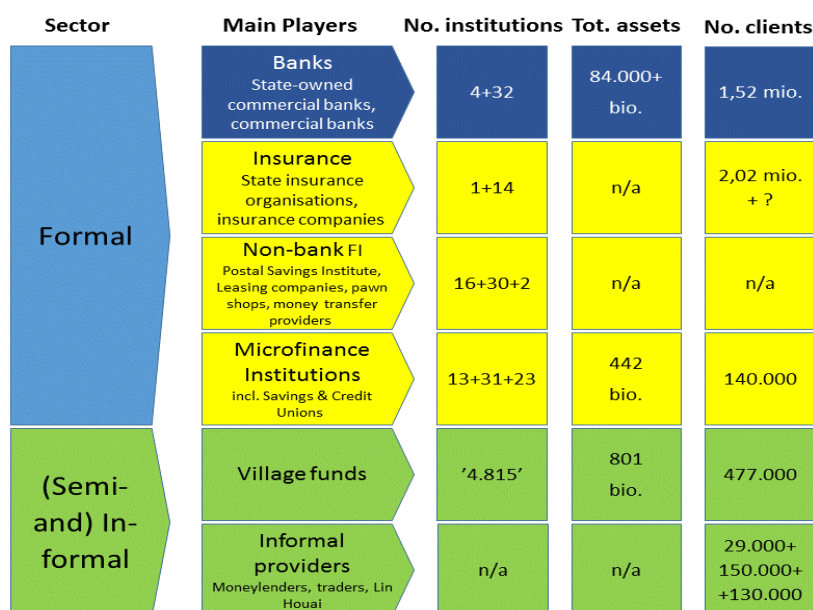 Sector Main Players No. institutions Tot. assets No. clients
Formal
Banks
State-owned
commercial banks,
commercial banks
4+32
84.000+
bio.
1,52 mio.
Insurance
State insurance
organisations,
insurance companies
1+14
n/a
2,02 mio.
+ ?
Non-bank FI
Postal Savings Institute,
Leasing companies, pawn
shops, money transfer
providers
16+30+2
n/a
n/a
Microfinance
Institutions
incl. Savings & Credit
Unions
13+31+23
442
bio.
140.000
(Semi-
and) In-
formal
Village funds
’4.815’
801
bio.
477.000
Informal
providers
Moneylenders, traders, Lin
Houai
n/a
n/a
29.000+
150.000+
+130.000